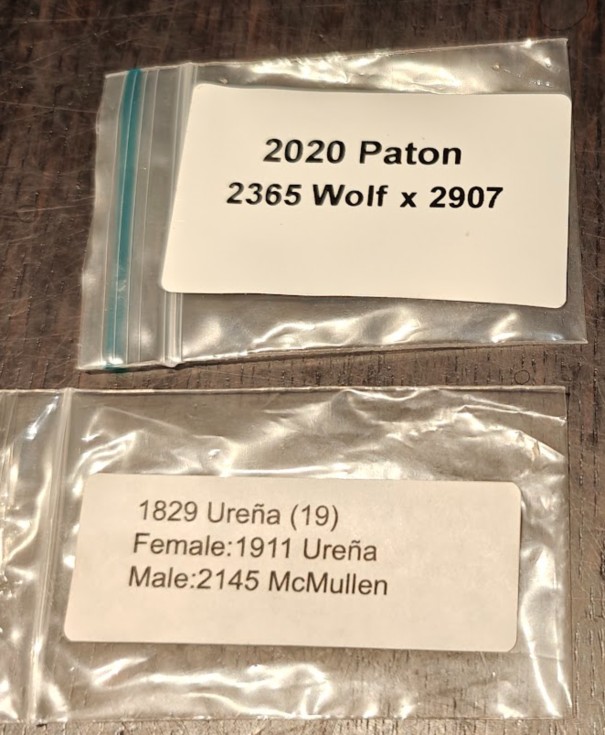 2020 Paton
2365 Wolf x 2907
1829 Ureña (19)
Female:1911 Ureña
Male:2145 McMullen